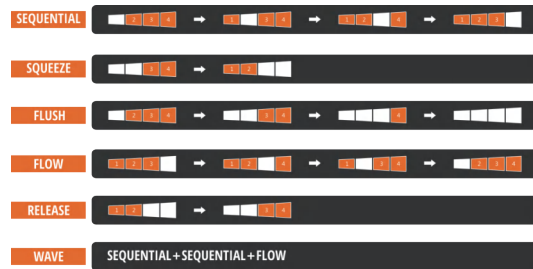 SEQUENTIAL 2 3 4 1 3 4 1 2 4 1 2 3
SQUEEZE 3 4 1 2
FLUSH 2 3 4 3 4 4
FLOW 1 2 3 1 2 4 1 3 4 2 3 4
RELEASE 1 2 3 4
WAVE SEQUENTIAL+SEQUENTIAL+FLOW